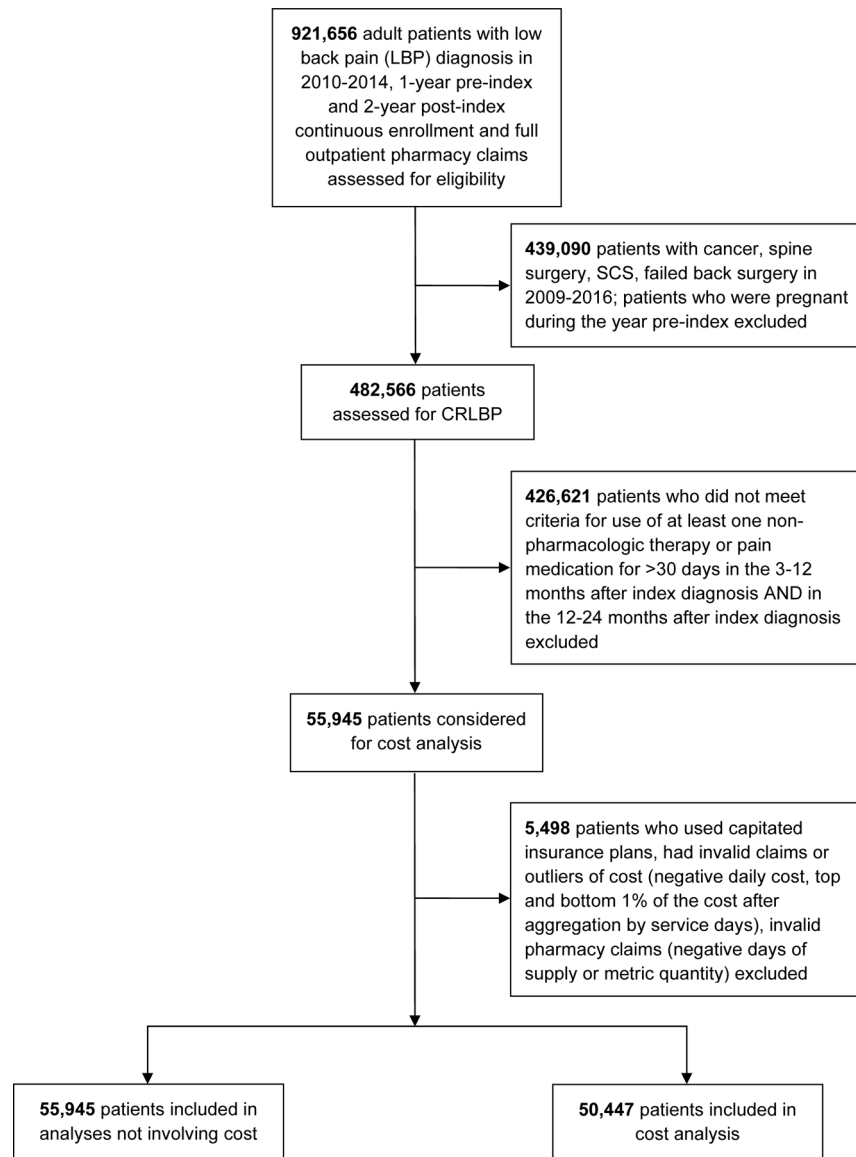 921,656 adult patients with low
back pain (LBP) diagnosis in
2010-2014, 1-year pre-index
and 2-year post-index
continuous enrollment and full
outpatient pharmacy claims
assessed for eligibility
439,090 patients with cancer, spine
surgery, SCS, failed back surgery in
2009-2016; patients who were pregnant
during the year pre-index excluded
482,566 patients
assessed for CRLBP
426,621 patients who did not meet
criteria for use of at least one non-
pharmacologic therapy or pain
medication for >30 days in the 3-12
months after index diagnosis AND in
the 12-24 months after index diagnosis
excluded
55,945 patients considered
for cost analysis
5,498 patients who used capitated
insurance plans, had invalid claims or
outliers of cost (negative daily cost, top
and bottom 1% of the cost after
aggregation by service days), invalid
pharmacy claims (negative days of
supply or metric quantity) excluded
55,945 patients included in
analyses not involving cost
50,447 patients included in
cost analysis